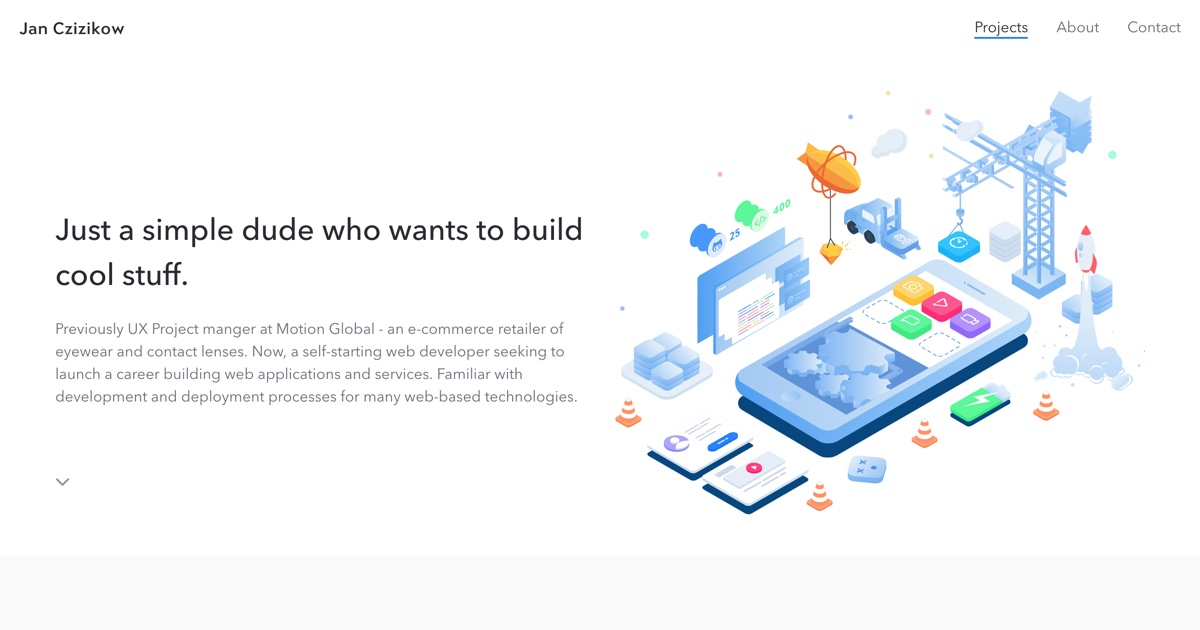 Jan Czizikow
Projects
About
Contact
Just a simple dude who wants to build
cool stuff.
Previously UX Project manger at Motion Global - an e-commerce retailer of
eyewear and contact lenses. Now, a self-starting web developer seeking to
launch a career building web applications and services. Familiar with
development and deployment processes for many web-based technologies.
400
25